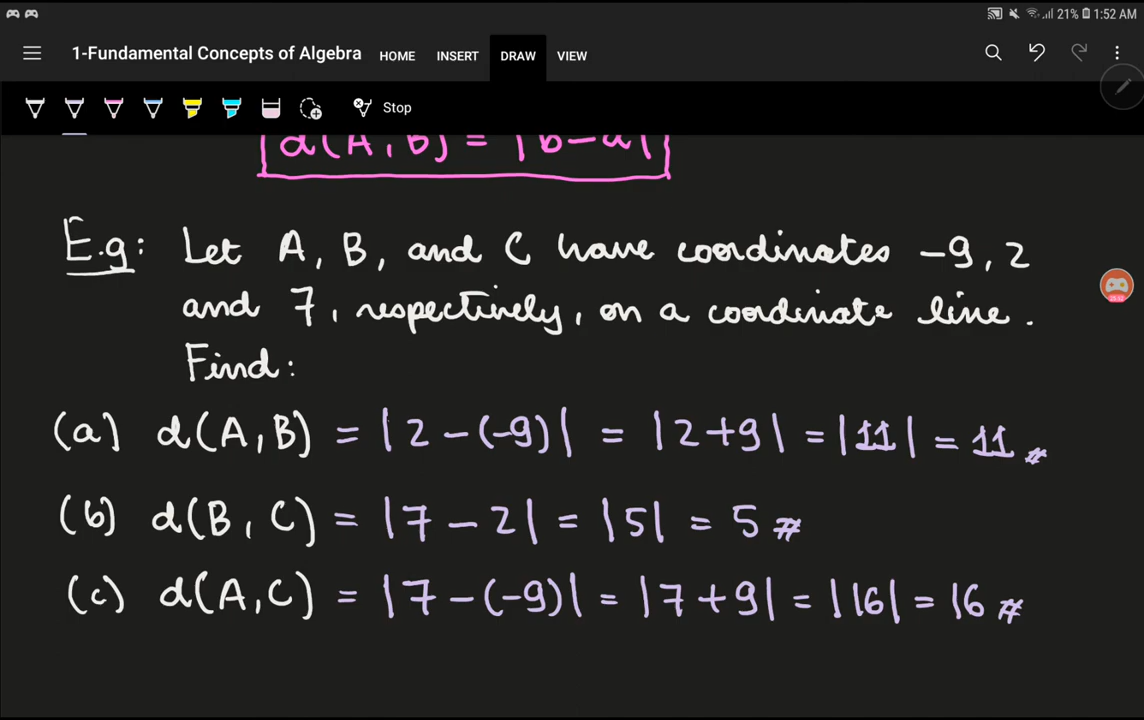 21% 1:52 AM
1-Fundamental Concepts of Algebra HOME INSERT DRAW VIEW
Stop
d(A,B) = |b-a|
E.g: Let A, B, and C have coordinates -9, 2
and 7, respectively, on a coordinate line.
Find:
(a) d(A,B) = |2-(-9)| = |2+9| = |11| = 11 #
(b) d(B,C) = |7-2| = |5| = 5 #
(c) d(A,C) = |7-(-9)| = |7+9| = |16| = 16 #